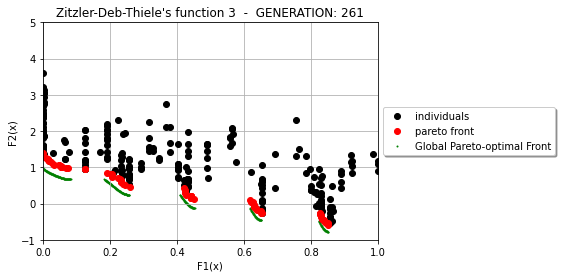 Zitzler-Deb-Thiele's function 3 - GENERATION: 261
5
4
3
2
1
0
-1
F2(x)
0.0 0.2 0.4 0.6 0.8 1.0
F1(x)
individuals
pareto front
Global Pareto-optimal Front